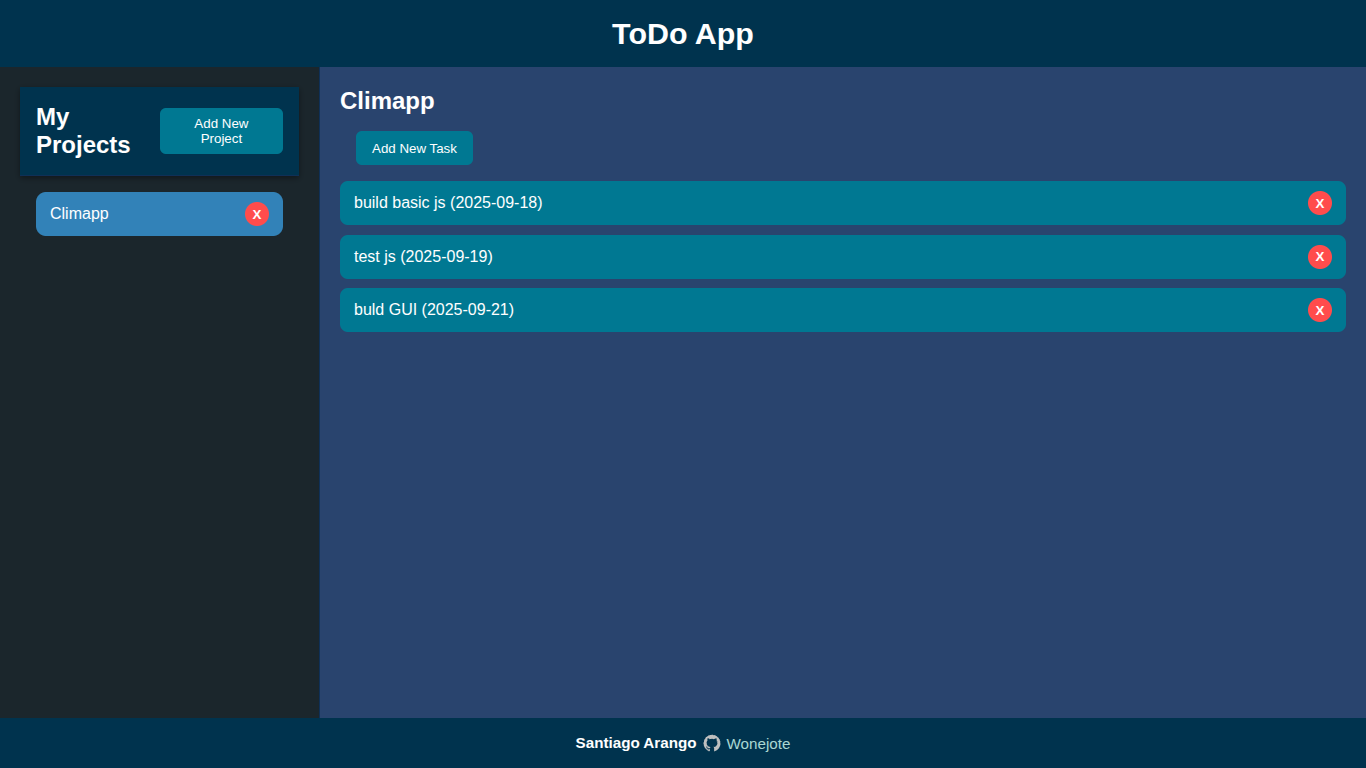 ToDo App
My
Projects
Add New
Project
Climapp
X
Climapp
Add New Task
build basic js (2025-09-18)
X
test js (2025-09-19)
X
buld GUI (2025-09-21)
X
Santiago Arango Wonejote